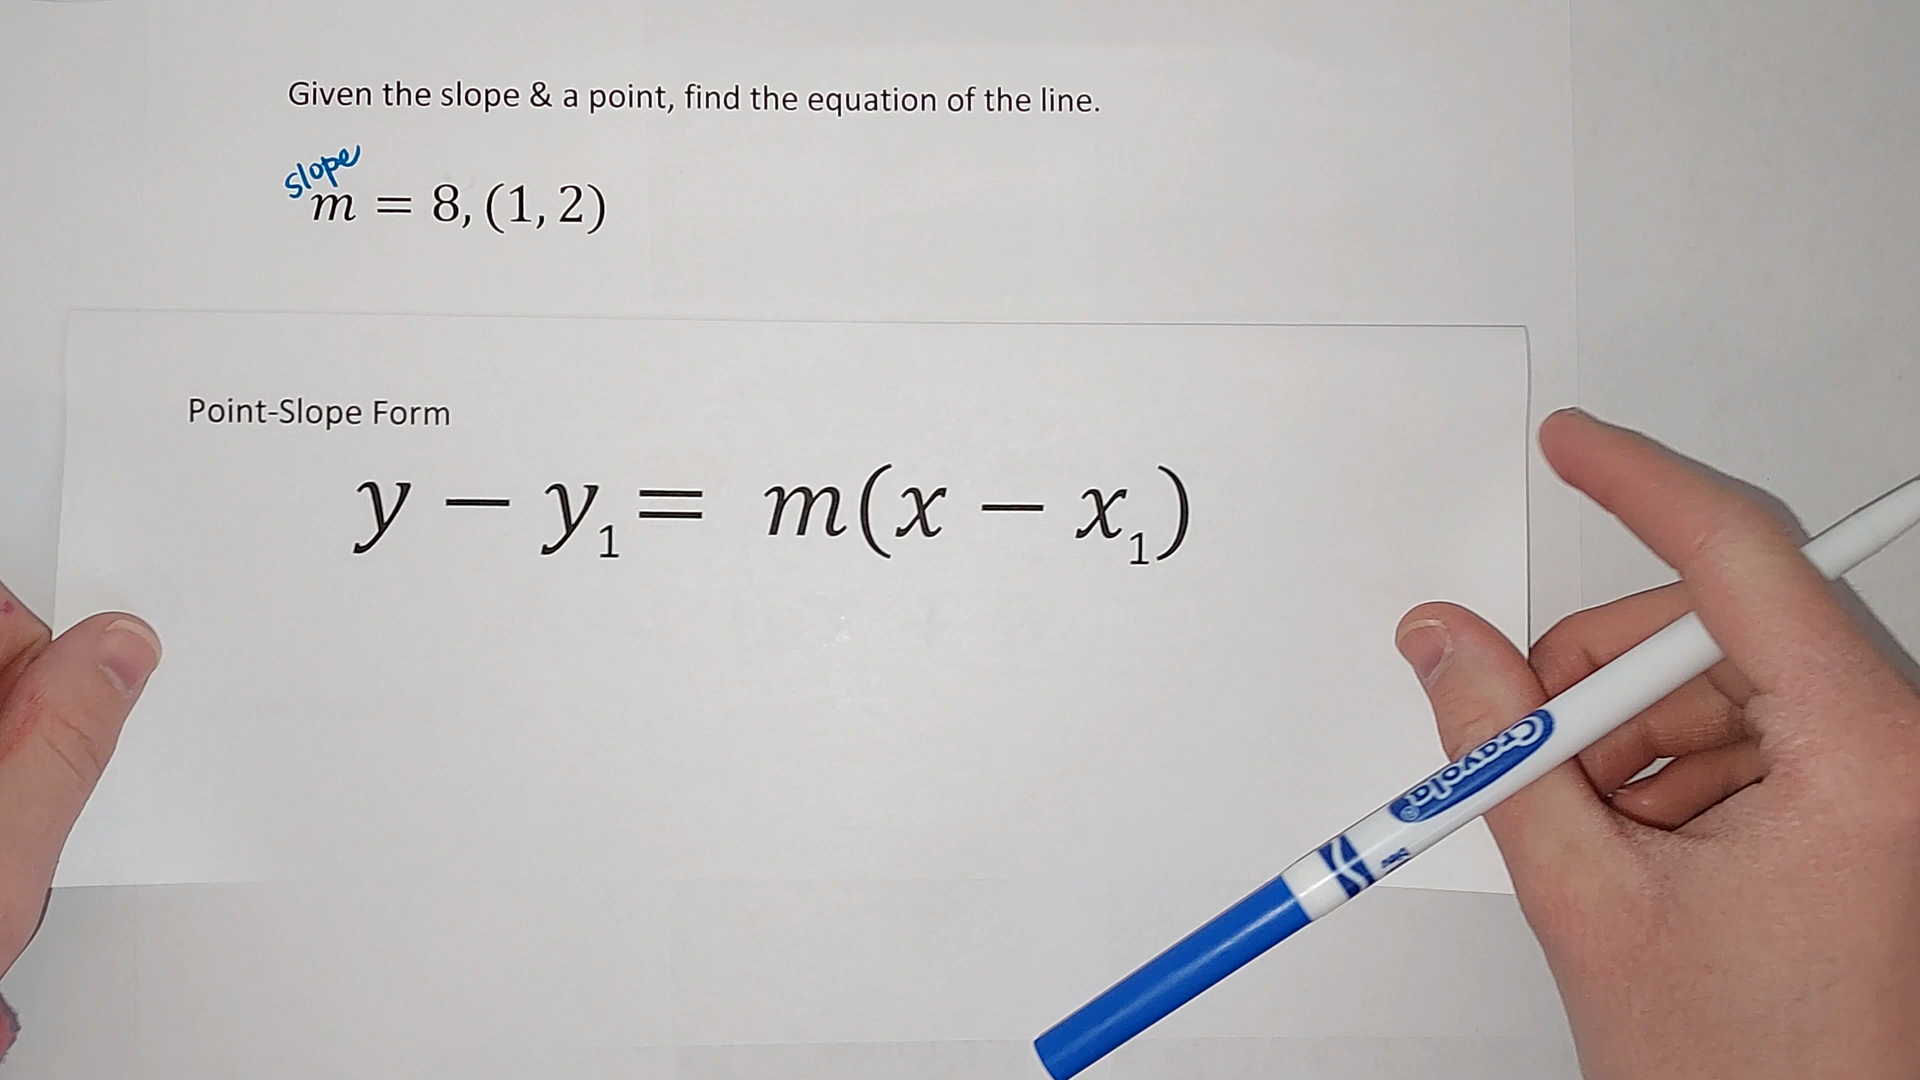 Given the slope & a point, find the equation of the line.
slope
m = 8, (1, 2)
Point-Slope Form
y − y₁ = m(x − x₁)
Crayola®